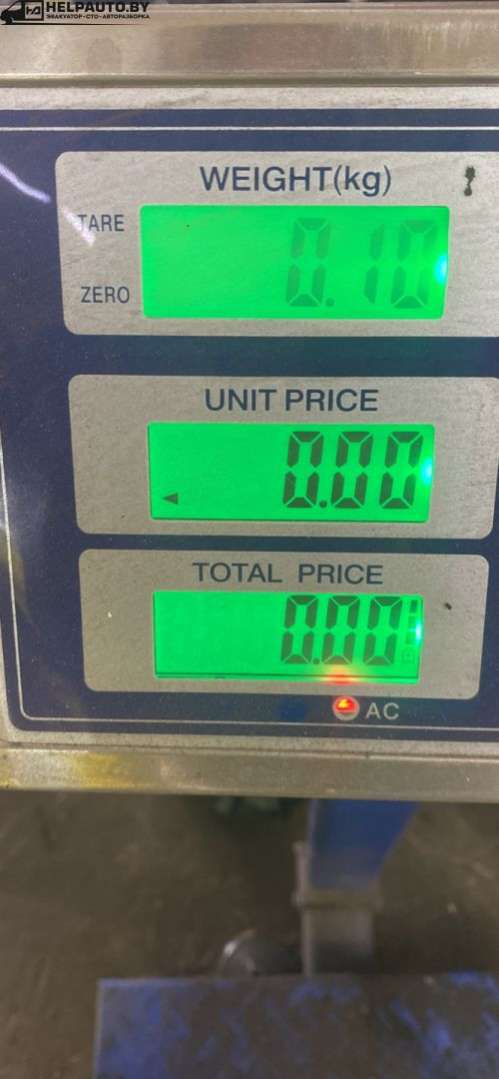 HELPAUTO.BY
ЭВАКУАТОР·СТО·АВТОРАЗБОРКА
WEIGHT(kg)
TARE
0.10
ZERO
UNIT PRICE
0.00
TOTAL PRICE
0.00
AC